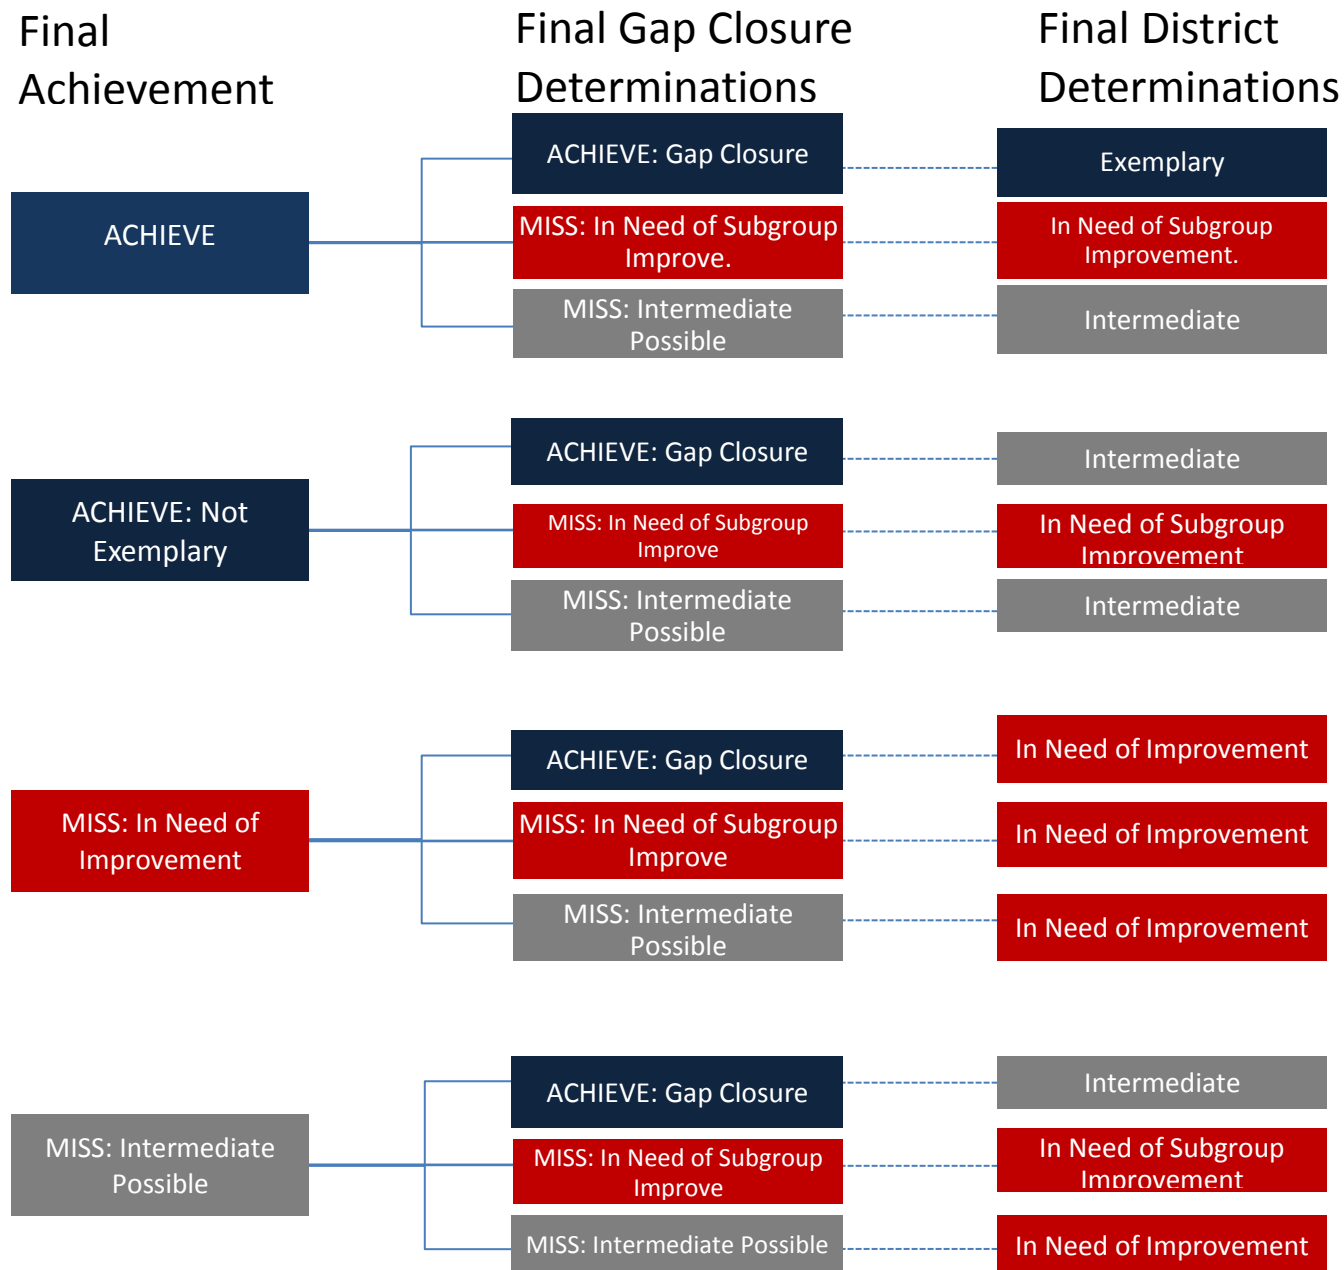 Final
Achievement
Final Gap Closure
Determinations
Final District
Determinations
ACHIEVE
ACHIEVE: Gap Closure
Exemplary
MISS: In Need of Subgroup
Improve.
In Need of Subgroup
Improvement.
MISS: Intermediate
Possible
Intermediate
ACHIEVE: Not
Exemplary
ACHIEVE: Gap Closure
Intermediate
MISS: In Need of Subgroup
Improve
In Need of Subgroup
Improvement
MISS: Intermediate
Possible
Intermediate
MISS: In Need of
Improvement
ACHIEVE: Gap Closure
In Need of Improvement
MISS: In Need of Subgroup
Improve
In Need of Improvement
MISS: Intermediate
Possible
In Need of Improvement
MISS: Intermediate
Possible
ACHIEVE: Gap Closure
Intermediate
MISS: In Need of Subgroup
Improve
In Need of Subgroup
Improvement
MISS: Intermediate Possible
In Need of Improvement